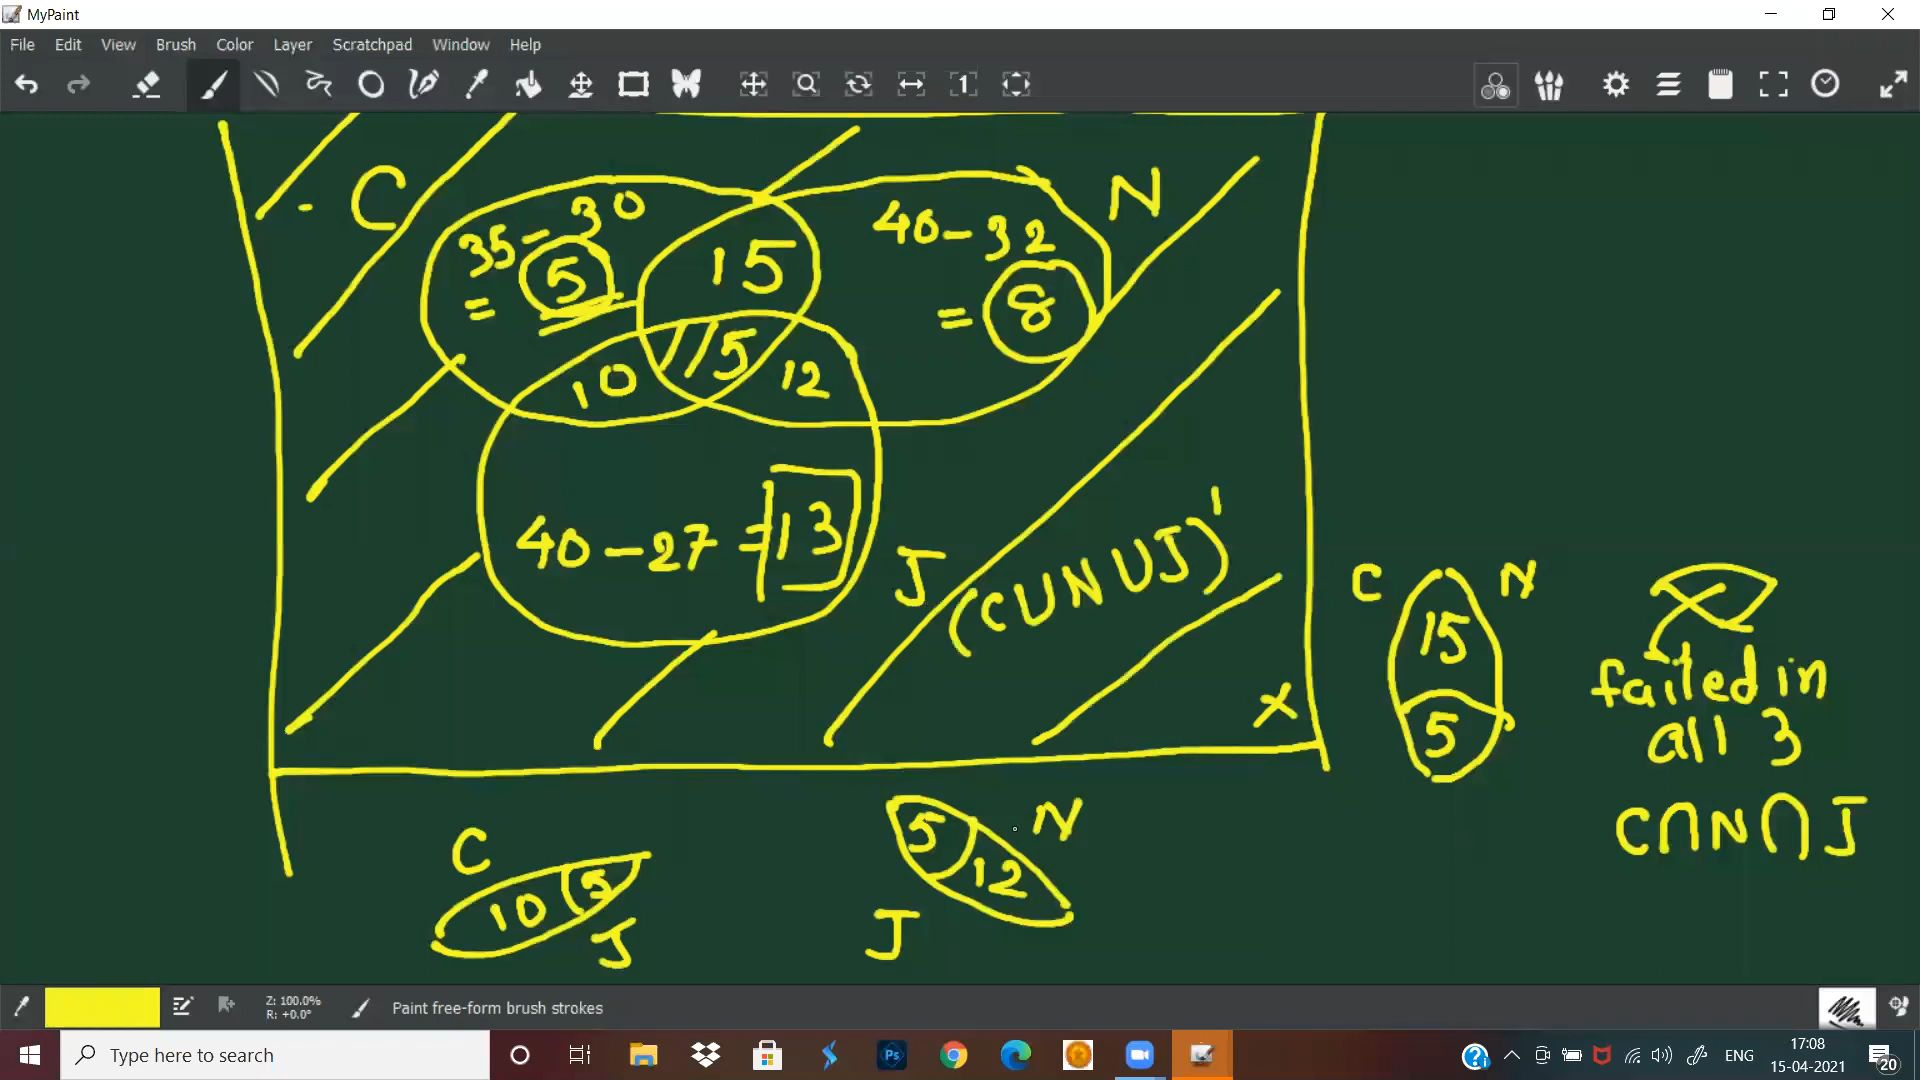 MyPaint
File Edit View Brush Color Layer Scratchpad Window Help
C
N
35-30
= 5
15
40-32
= 8
10
5
12
40-27 = 13
J
(CUNUJ)'
X
C N
15
5
failed in
all 3
C∩N∩J
C
10 5
J
5 12
N
J
Z: 100.0%
R: +0.0°
Paint free-form brush strokes
Type here to search
Ps
ENG
17:08
15-04-2021
20